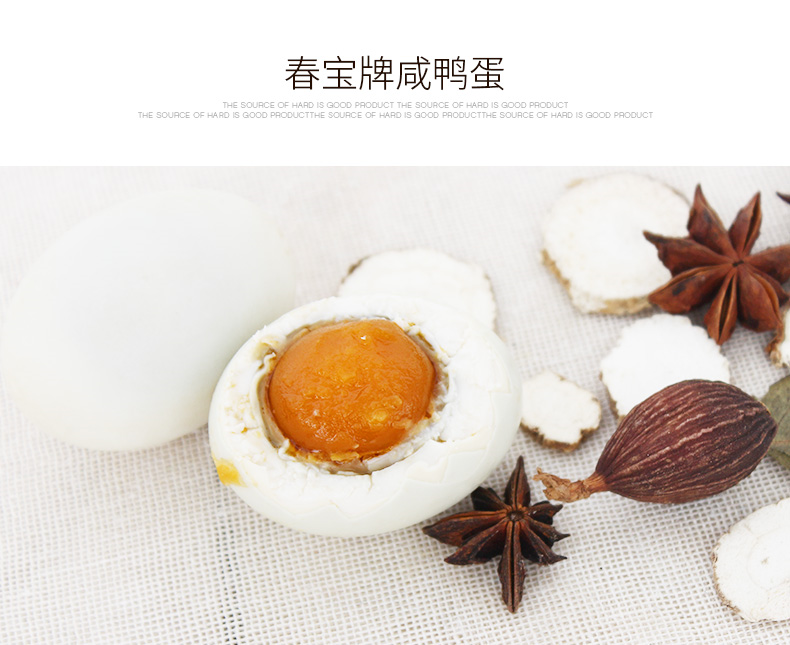 春宝牌咸鸭蛋
THE SOURCE OF HARD IS GOOD PRODUCT THE SOURCE OF HARD IS GOOD PRODUCT
THE SOURCE OF HARD IS GOOD PRODUCTTHE SOURCE OF HARD IS GOOD PRODUCTTHE SOURCE OF HARD IS GOOD PRODUCT